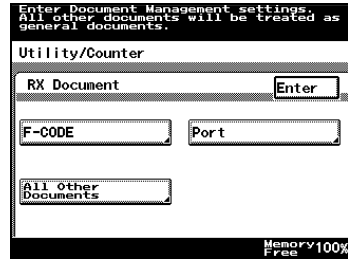 Enter Document Management settings.
All other documents will be treated as
general documents.
Utility/Counter
RX Document
Enter
F-CODE
Port
All Other
Documents
Memory 100%
Free